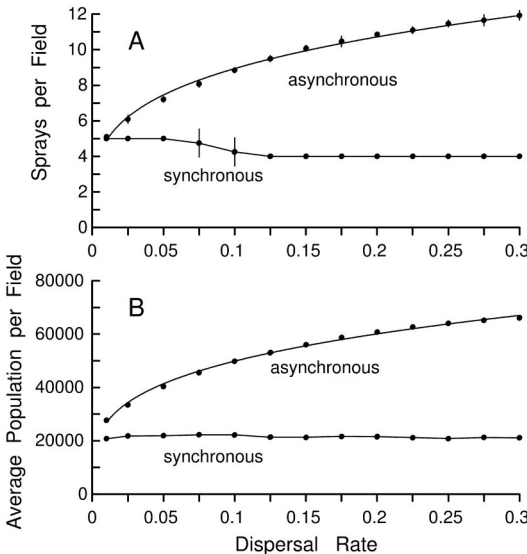 A
Sprays per Field
12
10
8
6
4
2
0
asynchronous
synchronous
0 0.05 0.1 0.15 0.2 0.25 0.3
B
Average Population per Field
80000
60000
40000
20000
0
asynchronous
synchronous
0 0.05 0.1 0.15 0.2 0.25 0.3
Dispersal Rate